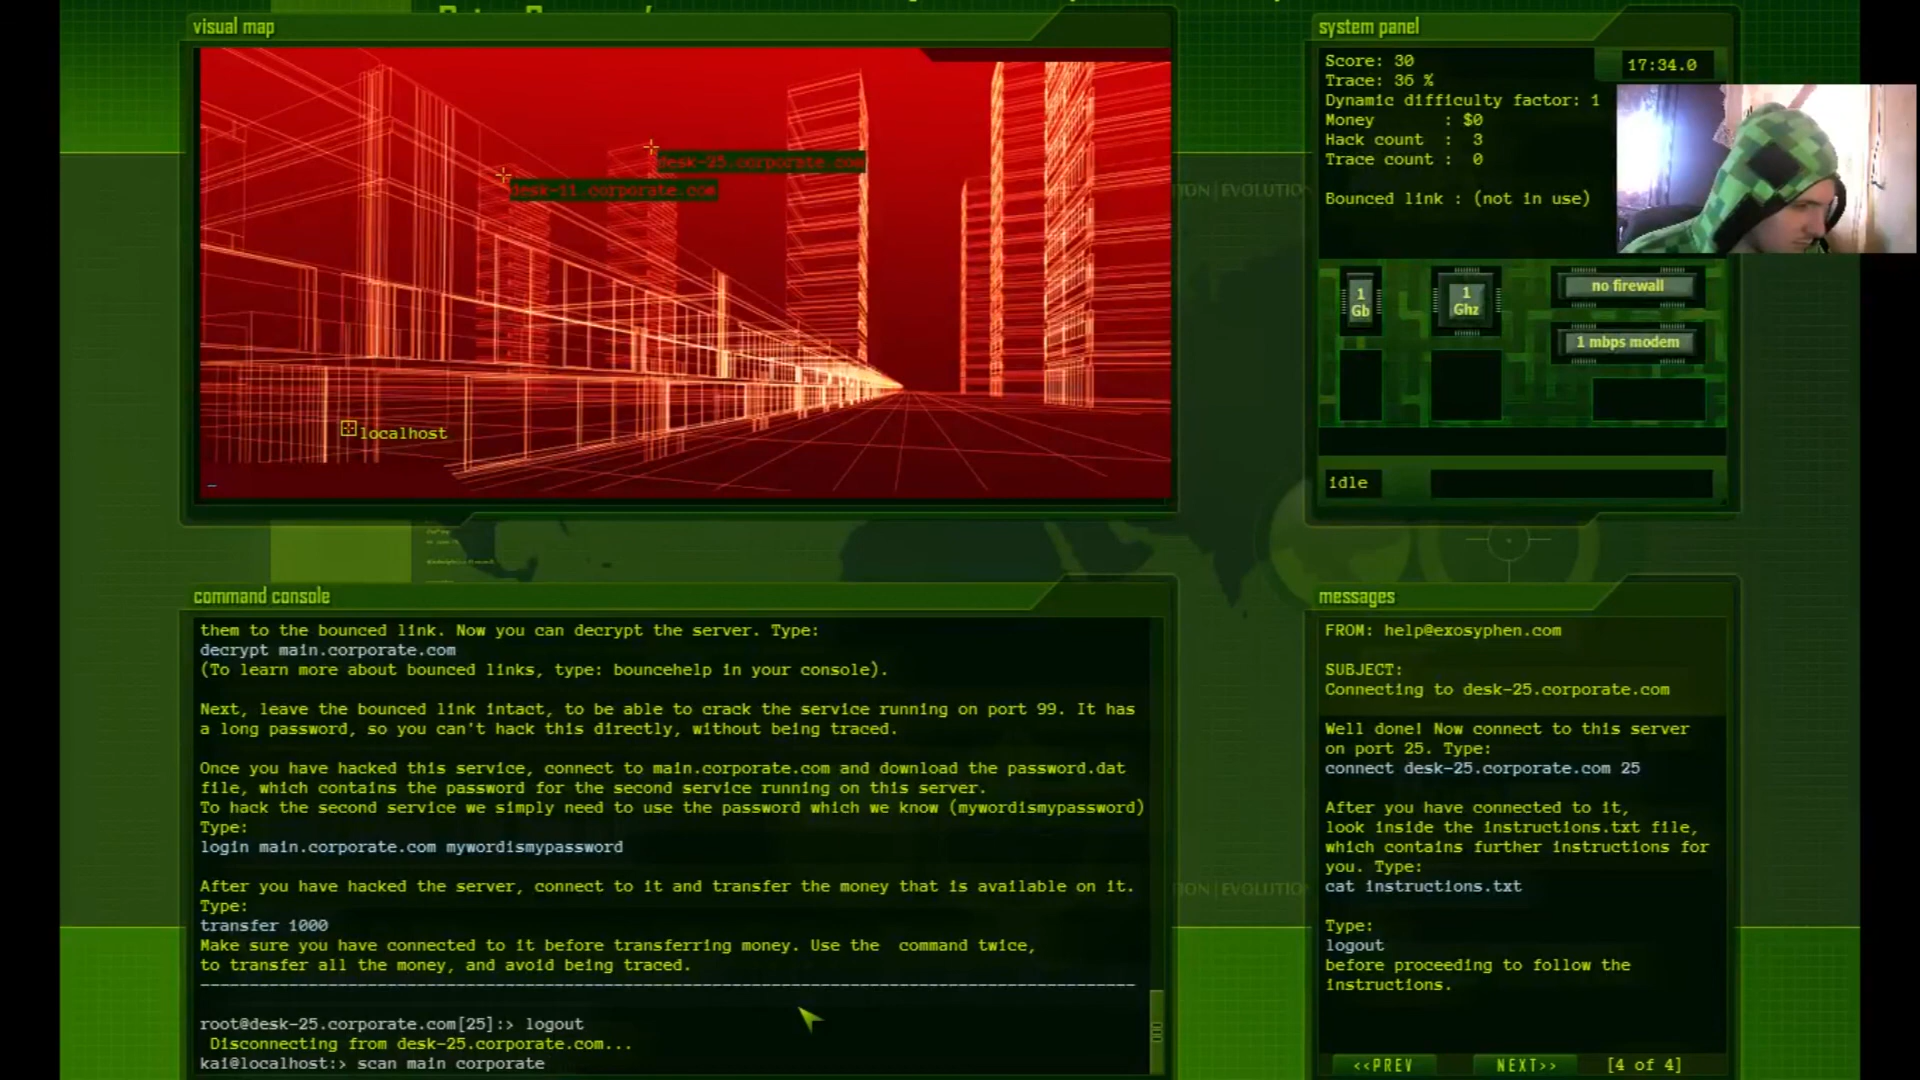 visual map
desk-25.corporate.com
desk-11.corporate.com
localhost
system panel
Score: 30
17:34.0
Trace: 36 %
Dynamic difficulty factor: 1
Money : $0
Hack count : 3
Trace count : 0
Bounced link : (not in use)
1 Gb
1 Ghz
no firewall
1 mbps modem
idle
EVOLUTION
command console
them to the bounced link. Now you can decrypt the server. Type:
decrypt main.corporate.com
(To learn more about bounced links, type: bouncehelp in your console).
Next, leave the bounced link intact, to be able to crack the service running on port 99. It has
a long password, so you can't hack this directly, without being traced.
Once you have hacked this service, connect to main.corporate.com and download the password.dat
file, which contains the password for the second service running on this server.
To hack the second service we simply need to use the password which we know (mywordismypassword)
Type:
login main.corporate.com mywordismypassword
After you have hacked the server, connect to it and transfer the money that is available on it.
Type:
transfer 1000
Make sure you have connected to it before transferring money. Use the  command twice,
to transfer all the money, and avoid being traced.
------------------------------------------------------------------------------------------------
root@desk-25.corporate.com[25]:> logout
Disconnecting from desk-25.corporate.com...
kai@localhost:> scan main corporate
messages
FROM: help@exosyphen.com
SUBJECT:
Connecting to desk-25.corporate.com
Well done! Now connect to this server
on port 25. Type:
connect desk-25.corporate.com 25
After you have connected to it,
look inside the instructions.txt file,
which contains further instructions for
you. Type:
cat instructions.txt
Type:
logout
before proceeding to follow the
instructions.
<<PREV
NEXT>>
[4 of 4]